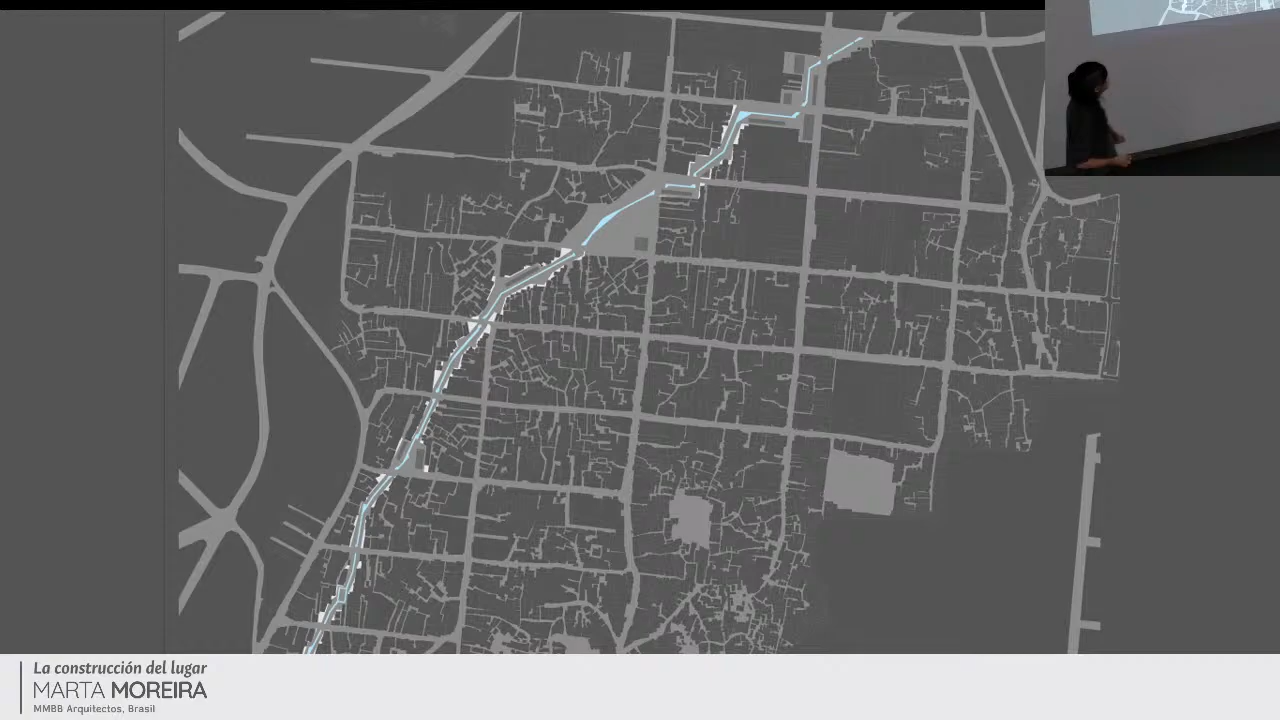 La construcción del lugar
MARTA MOREIRA
MMBB Arquitectos, Brasil